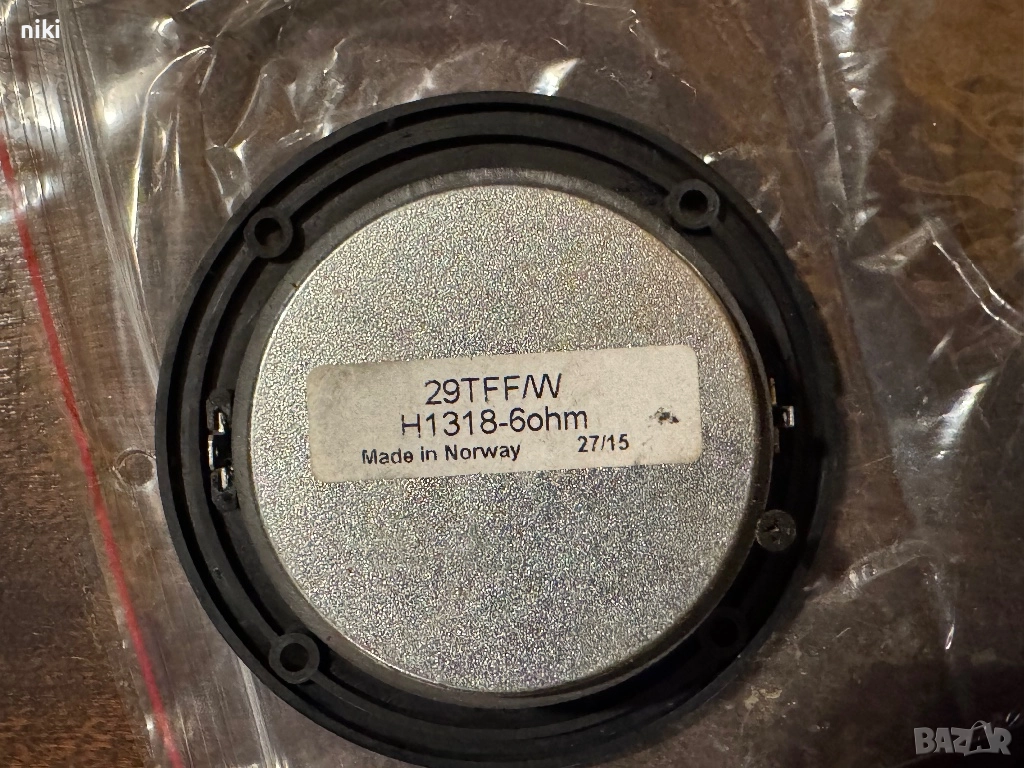 niki
29TFF/W
H1318-6ohm
Made in Norway 27/15
BAZAR